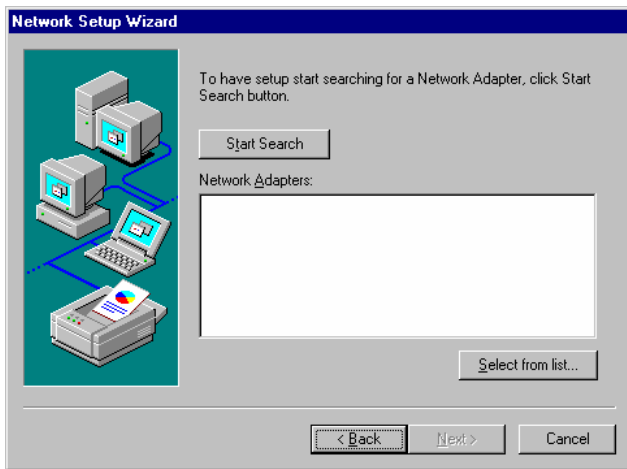 Network Setup Wizard
To have setup start searching for a Network Adapter, click Start
Search button.
Start Search
Network Adapters:
Select from list...
< Back
Next >
Cancel